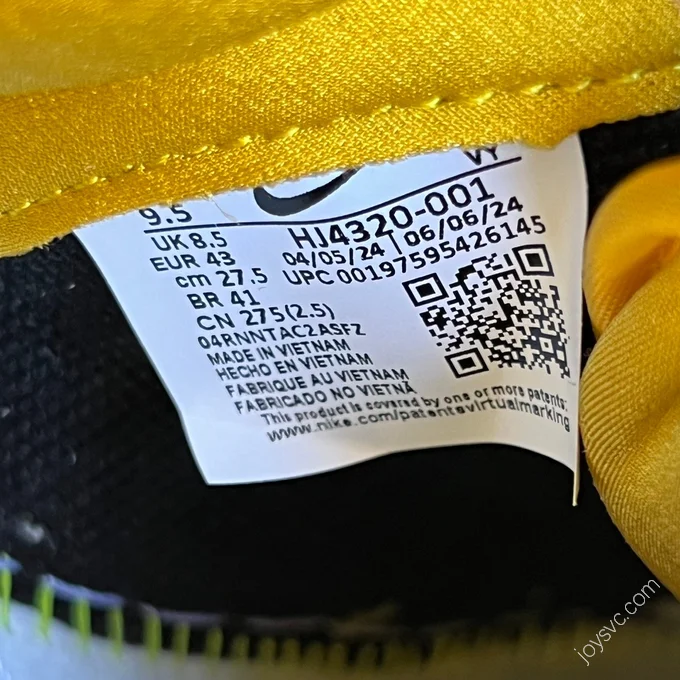 VY
9.5
UK 8.5
EUR 43
cm 27.5
BR 41
CN 275(2.5)
HJ4320-001
04/05/24 | 06/06/24
UPC 00197595426145
04RNNTAC2ASFZ
MADE IN VIETNAM
HECHO EN VIETNAM
FABRIQUE AU VIETNAM
FABRICADO NO VIETNÃ
This product is covered by one or more patents:
www.nike.com/patentsvirtualmarking
joysvc.com